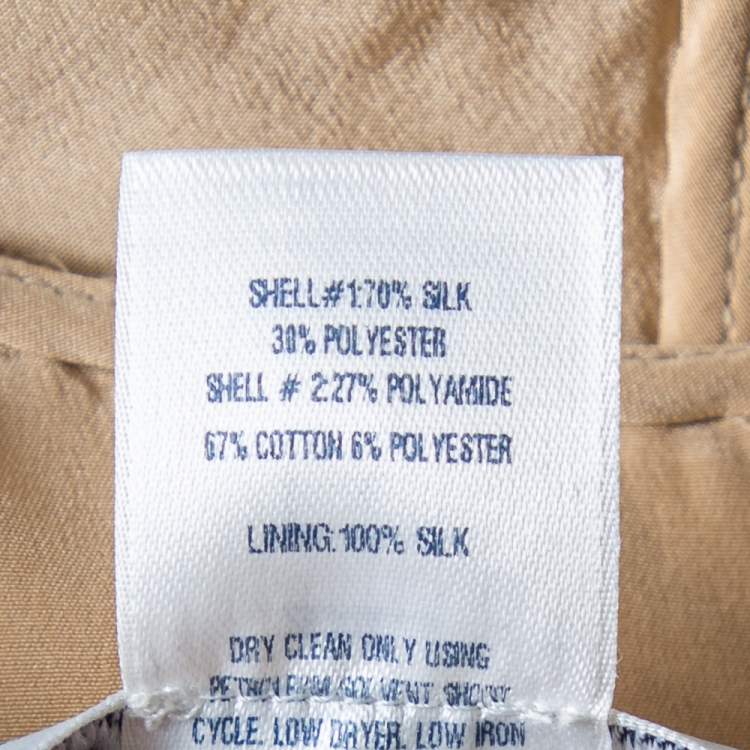 SHELL#1:70% SILK
30% POLYESTER
SHELL # 2:27% POLYAMIDE
67% COTTON 6% POLYESTER
LINING:100% SILK
DRY CLEAN ONLY USING
PETROLEUM SOLVENT SHORT
CYCLE. LOW DRYER. LOW IRON